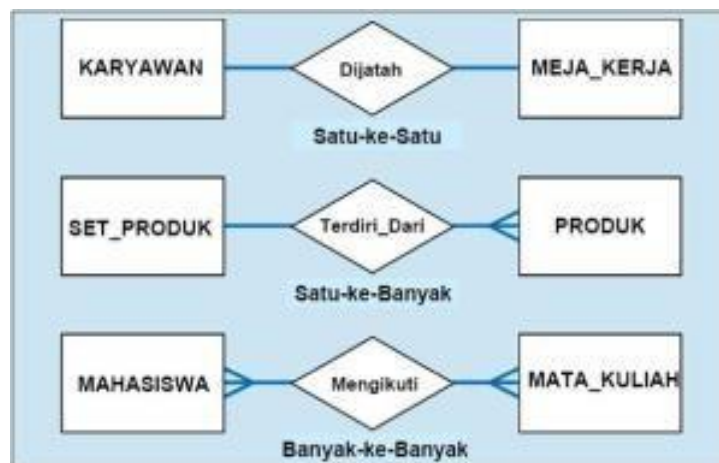 KARYAWAN Dijatah MEJA_KERJA
Satu-ke-Satu
SET_PRODUK Terdiri_Dari PRODUK
Satu-ke-Banyak
MAHASISWA Mengikuti MATA_KULIAH
Banyak-ke-Banyak